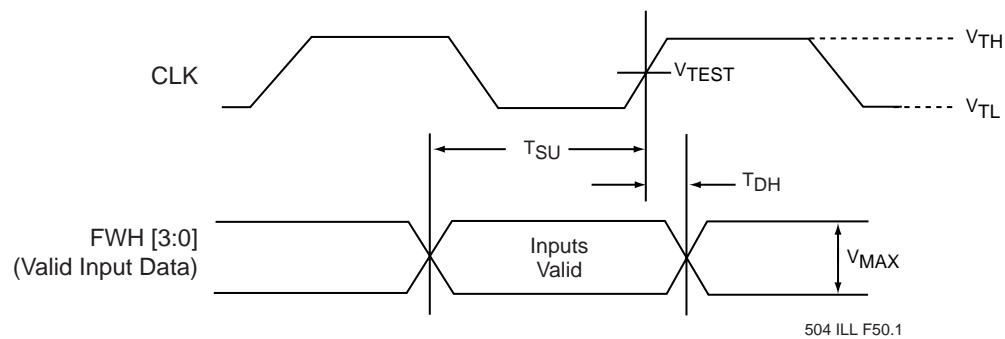 VTH
CLK
VTEST
VTL
TSU
TDH
FWH [3:0]
(Valid Input Data)
Inputs
Valid
VMAX
504 ILL F50.1